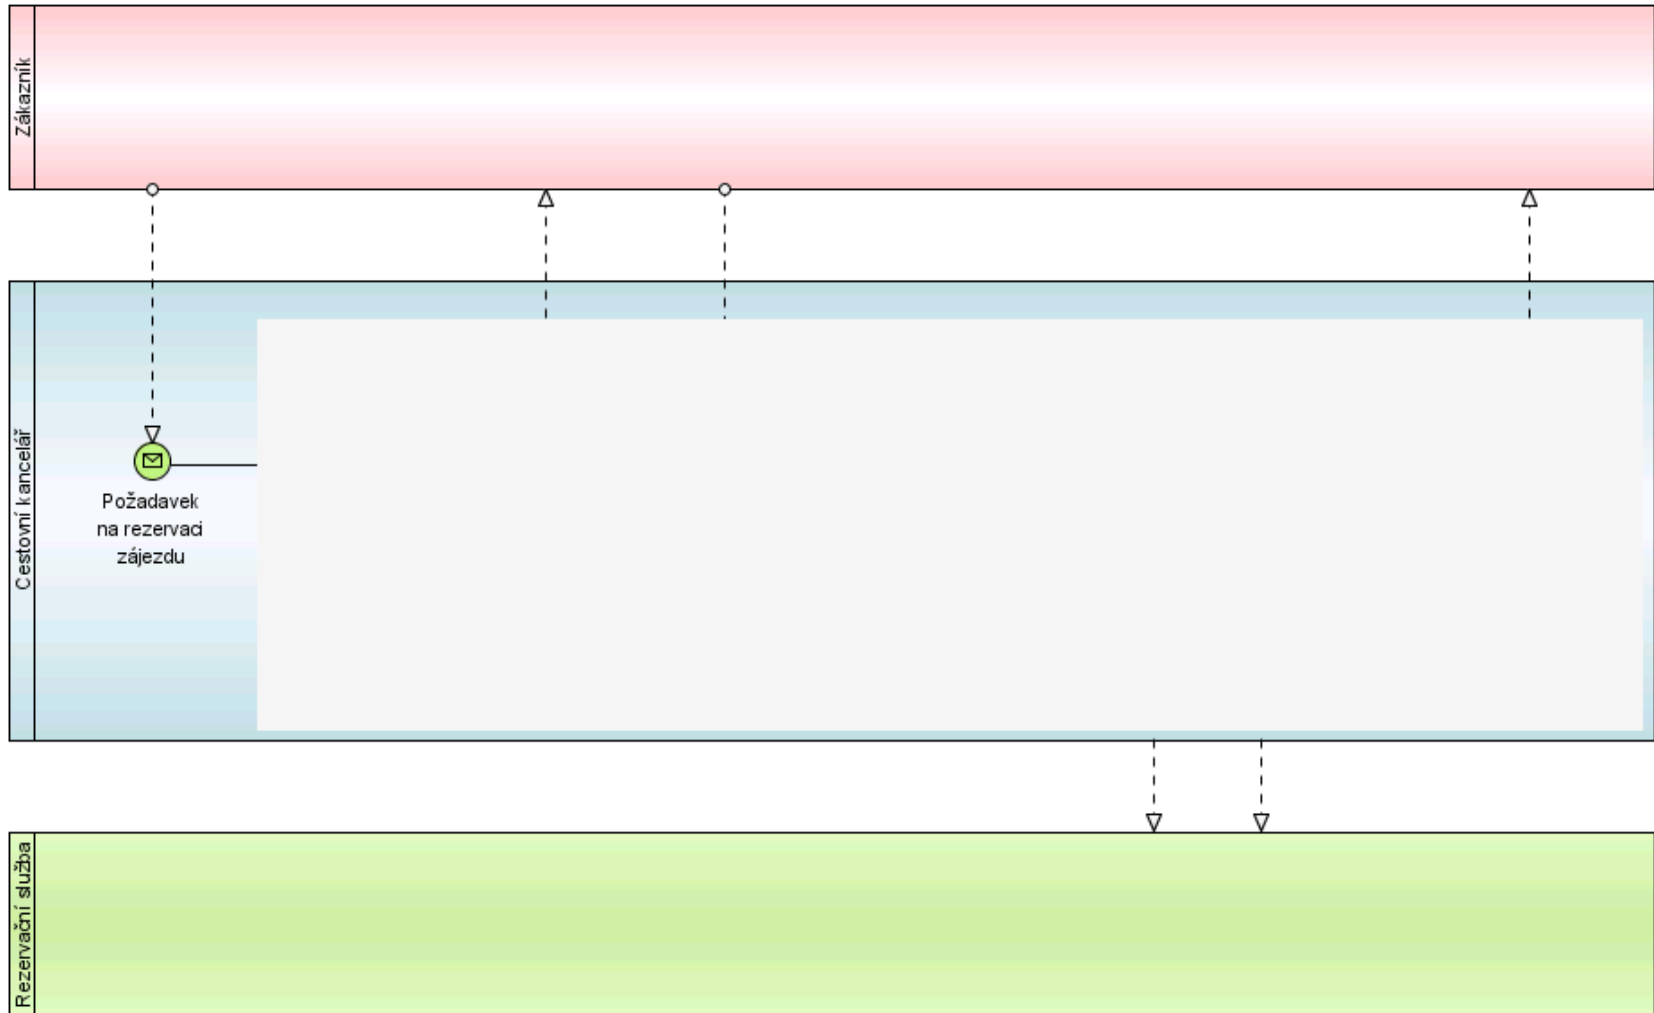 Zákazník
Cestovní kancelář
Požadavek
na rezervaci
zájezdu
Rezervační služba